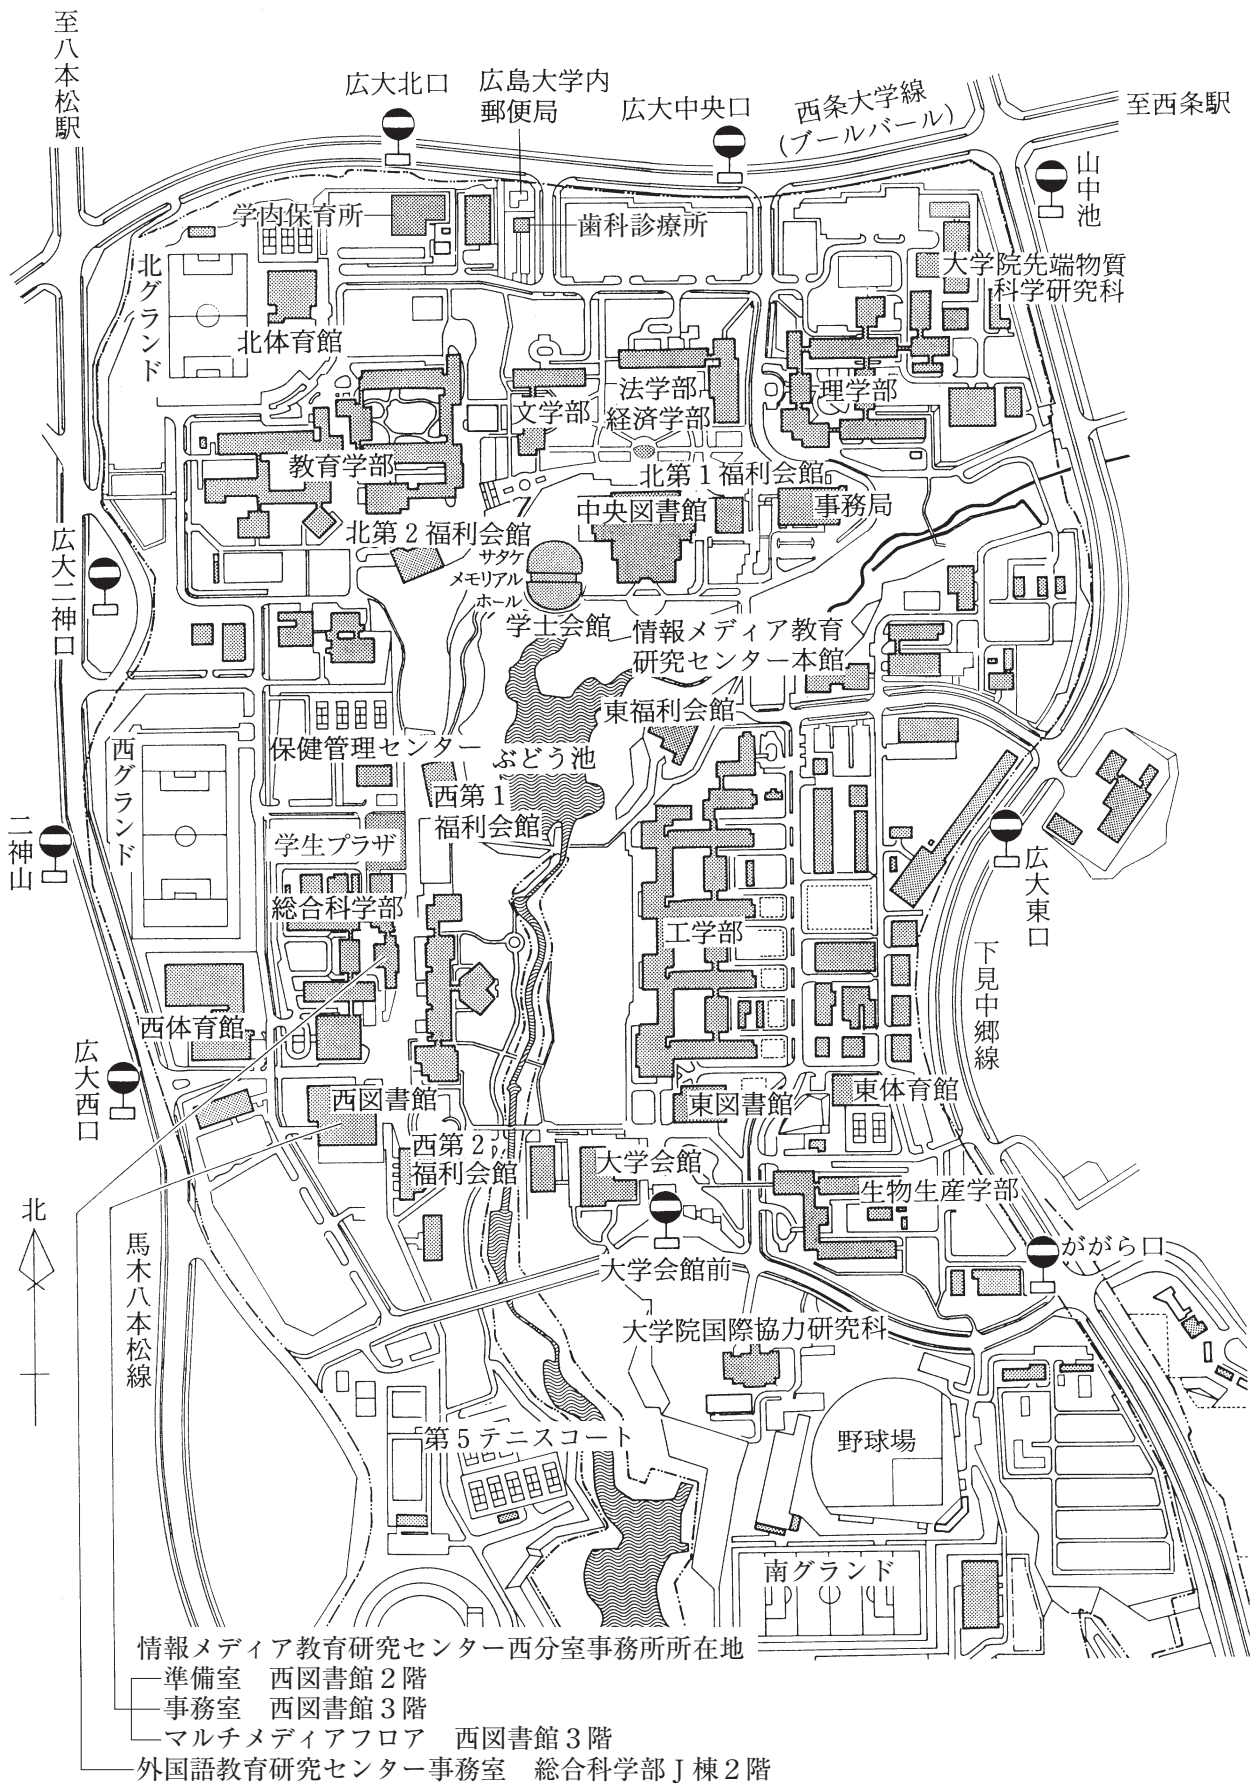 至八本松駅
広大北口
広島大学内
郵便局
広大中央口
西条大学線
(ブールバール)
至西条駅
山中池
学内保育所
歯科診療所
北グランド
大学院先端物質
科学研究科
北体育館
文学部
法学部
経済学部
理学部
教育学部
北第1福利会館
中央図書館
事務局
北第2福利会館
サタケ
メモリアル
ホール
学士会館
広大二神口
情報メディア教育
研究センター本館
東福利会館
西グランド
保健管理センター
ぶどう池
西第1
福利会館
二神山
学生プラザ
広大東口
総合科学部
工学部
下見中郷線
西体育館
広大西口
西図書館
東図書館
東体育館
西第2
福利会館
大学会館
生物生産学部
北
馬木八本松線
大学会館前
ががら口
大学院国際協力研究科
第5テニスコート
野球場
南グランド
情報メディア教育研究センター西分室事務所所在地
準備室 西図書館2階
事務室 西図書館3階
マルチメディアフロア 西図書館3階
外国語教育研究センター事務室 総合科学部J棟2階